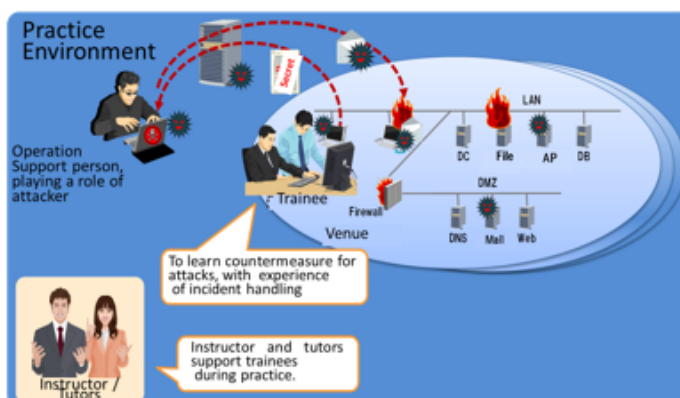 Practice
Environment
Secret
LAN
DC
File
AP
DB
Operation
Support person,
playing a role of
attacker
Trainee
Firewall
DMZ
Venue
DNS
Mail
Web
To learn countermeasure for
attacks, with experience
of incident handling
Instructor and tutors
support trainees
during practice.
Instructor /
Tutors